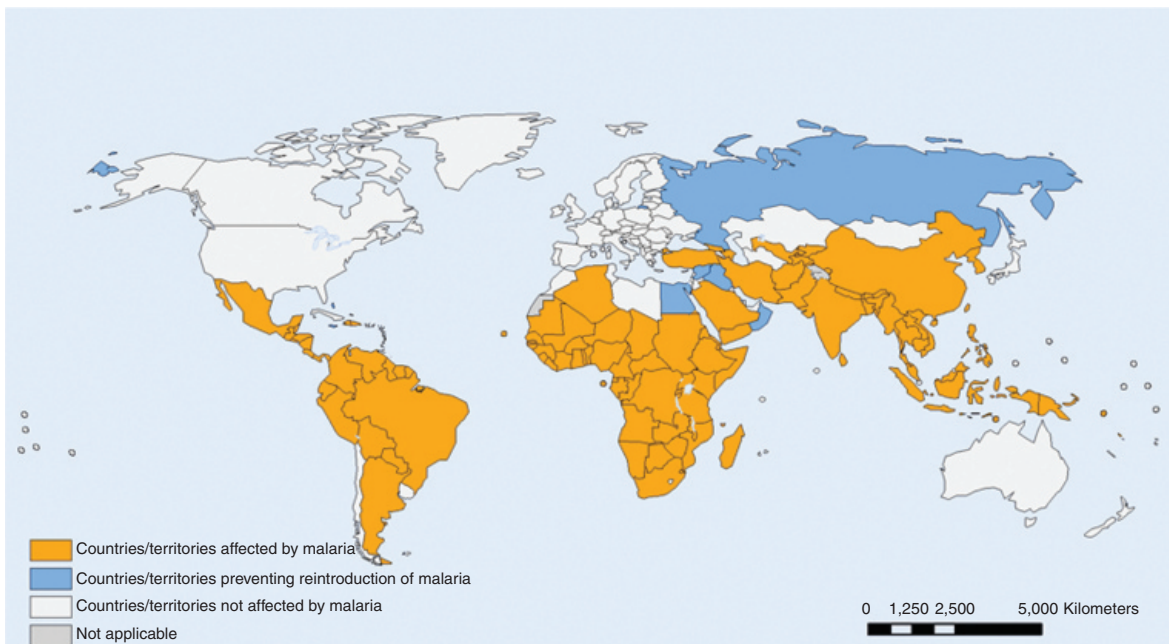 Countries/territories affected by malaria
Countries/territories preventing reintroduction of malaria
Countries/territories not affected by malaria
Not applicable
0 1,250 2,500 5,000 Kilometers